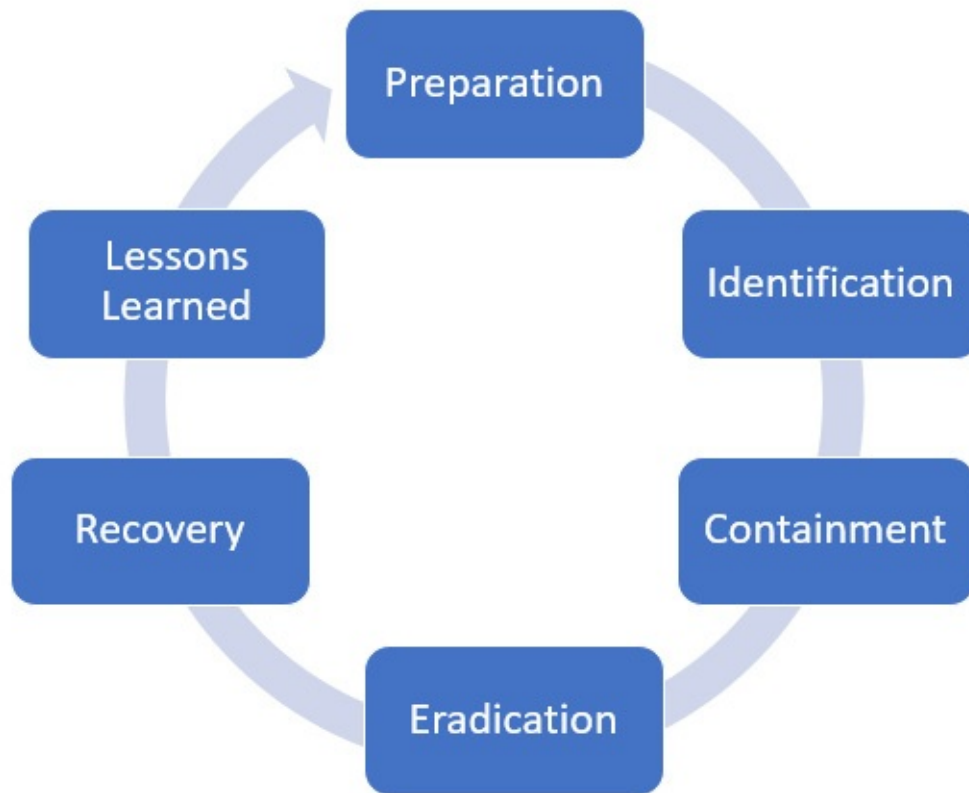 Preparation
Identification
Containment
Eradication
Recovery
Lessons
Learned